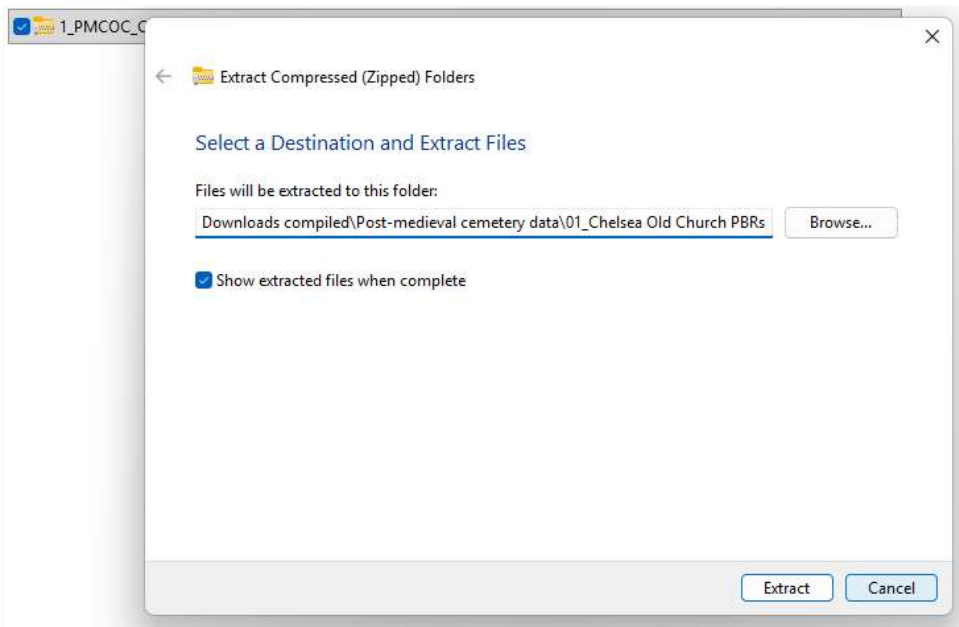 1_PMCOC_C
Extract Compressed (Zipped) Folders
Select a Destination and Extract Files
Files will be extracted to this folder:
Downloads compiled\Post-medieval cemetery data\01_Chelsea Old Church PBRs
Browse...
Show extracted files when complete
Extract
Cancel